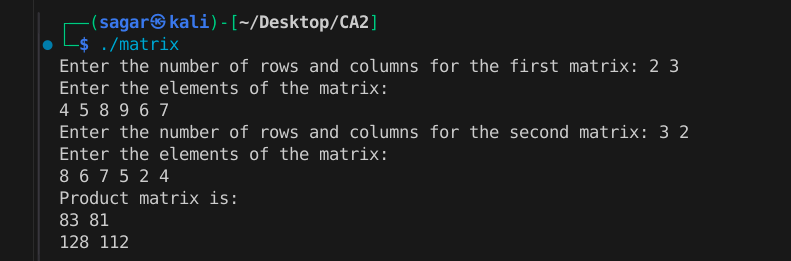 ┌──(sagar㉿kali)-[~/Desktop/CA2]
└─$ ./matrix
Enter the number of rows and columns for the first matrix: 2 3
Enter the elements of the matrix:
4 5 8 9 6 7
Enter the number of rows and columns for the second matrix: 3 2
Enter the elements of the matrix:
8 6 7 5 2 4
Product matrix is:
83 81
128 112